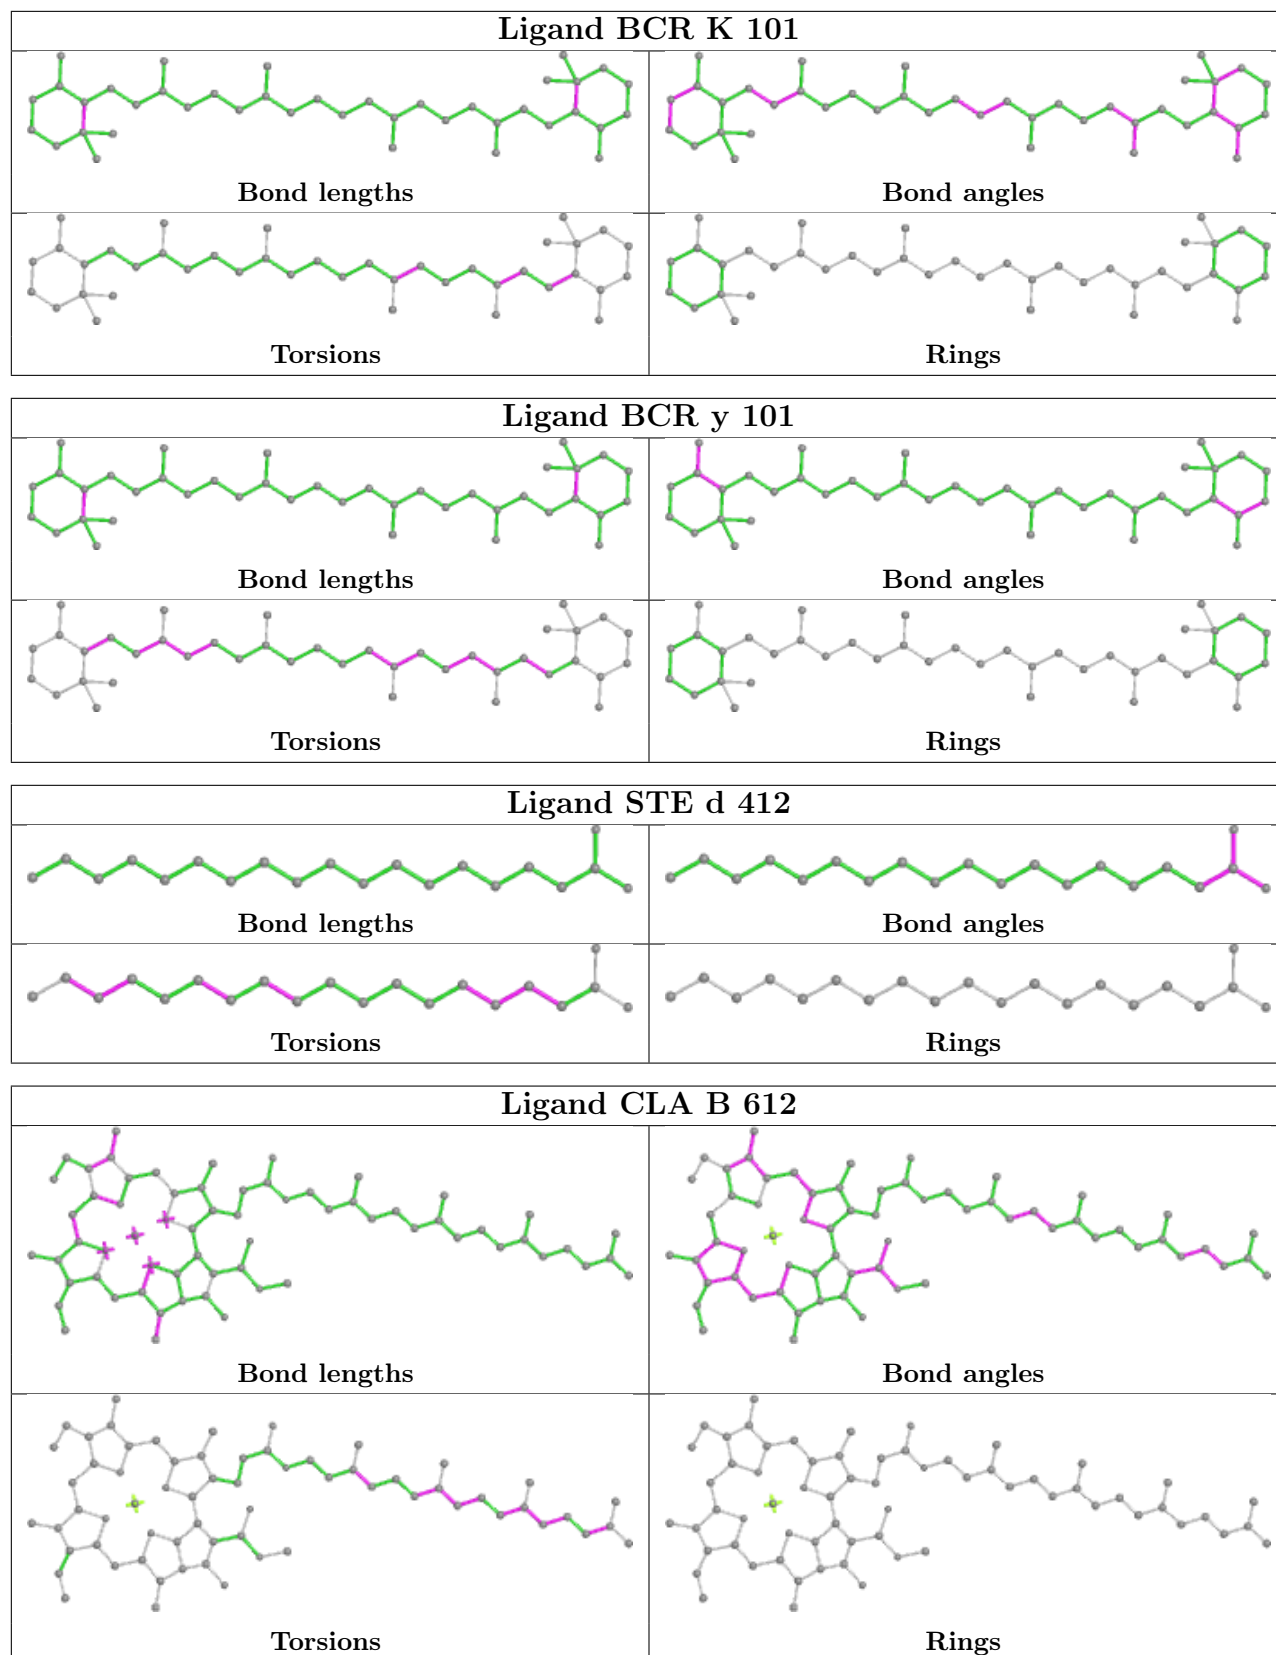 Ligand BCR K 101
Bond lengths
Bond angles
Torsions
Rings
Ligand BCR y 101
Bond lengths
Bond angles
Torsions
Rings
Ligand STE d 412
Bond lengths
Bond angles
Torsions
Rings
Ligand CLA B 612
Bond lengths
Bond angles
Torsions
Rings